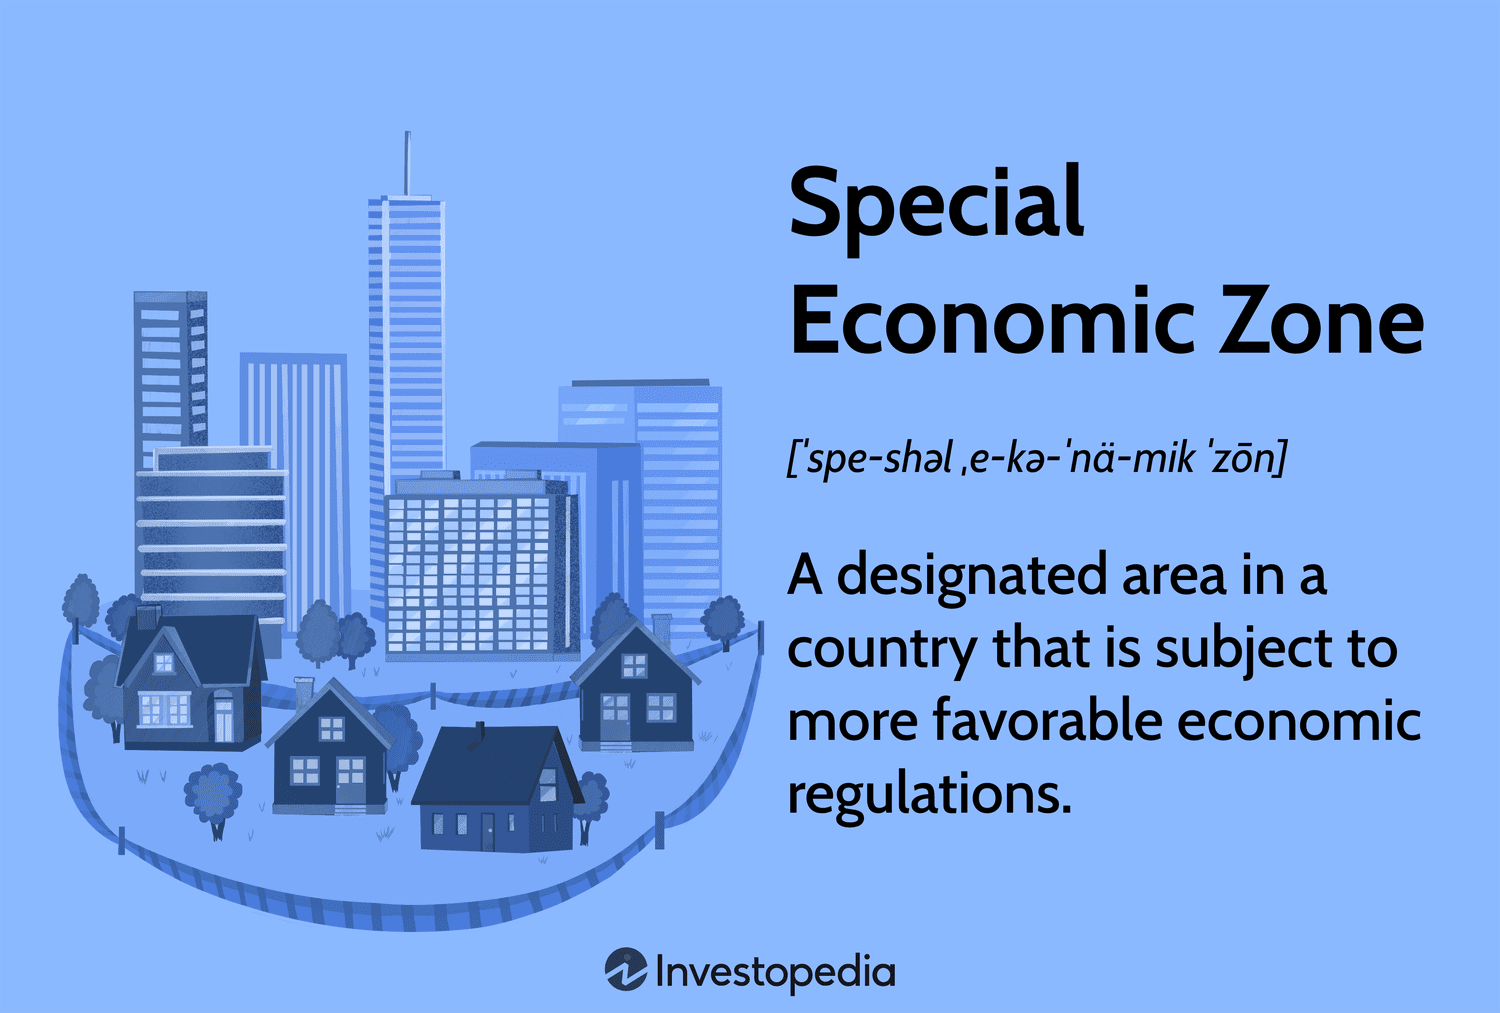 Special
Economic Zone
[ˈspe-shəl ˌe-kə-ˈnä-mik ˈzōn]
A designated area in a
country that is subject to
more favorable economic
regulations.
Investopedia